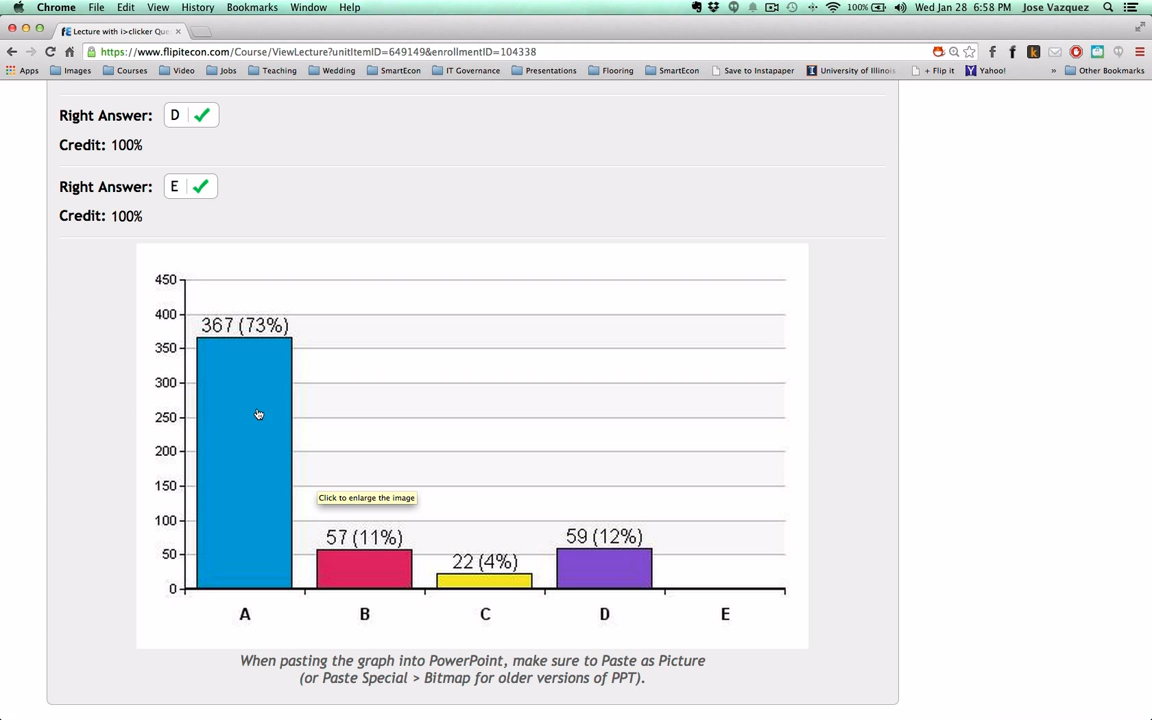 Chrome File Edit View History Bookmarks Window Help 100% Wed Jan 28 6:58 PM Jose Vazquez
Lecture with i>clicker Que
https://www.flipitecon.com/Course/ViewLecture?unitItemID=649149&enrollmentID=104338
Apps Images Courses Video Jobs Teaching Wedding SmartEcon IT Governance Presentations Flooring SmartEcon Save to Instapaper University of Illinois + Flip it Yahoo! » Other Bookmarks
Right Answer: D
Credit: 100%
Right Answer: E
Credit: 100%
450
400
367 (73%)
350
300
250
200
150
Click to enlarge the image
100
57 (11%)
59 (12%)
22 (4%)
50
0
A B C D E
When pasting the graph into PowerPoint, make sure to Paste as Picture
(or Paste Special > Bitmap for older versions of PPT).